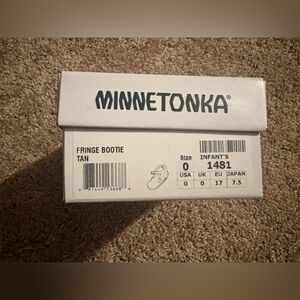 MINNETONKA®
FRINGE BOOTIE
TAN
Size INFANT'S
0 1481
USA UK EU JAPAN
0 0 17 7.5